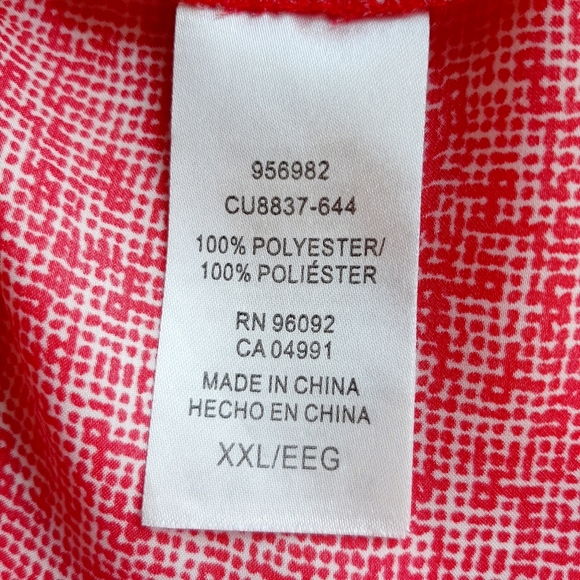 956982
CU8837-644
100% POLYESTER/
100% POLIÉSTER
RN 96092
CA 04991
MADE IN CHINA
HECHO EN CHINA
XXL/EEG